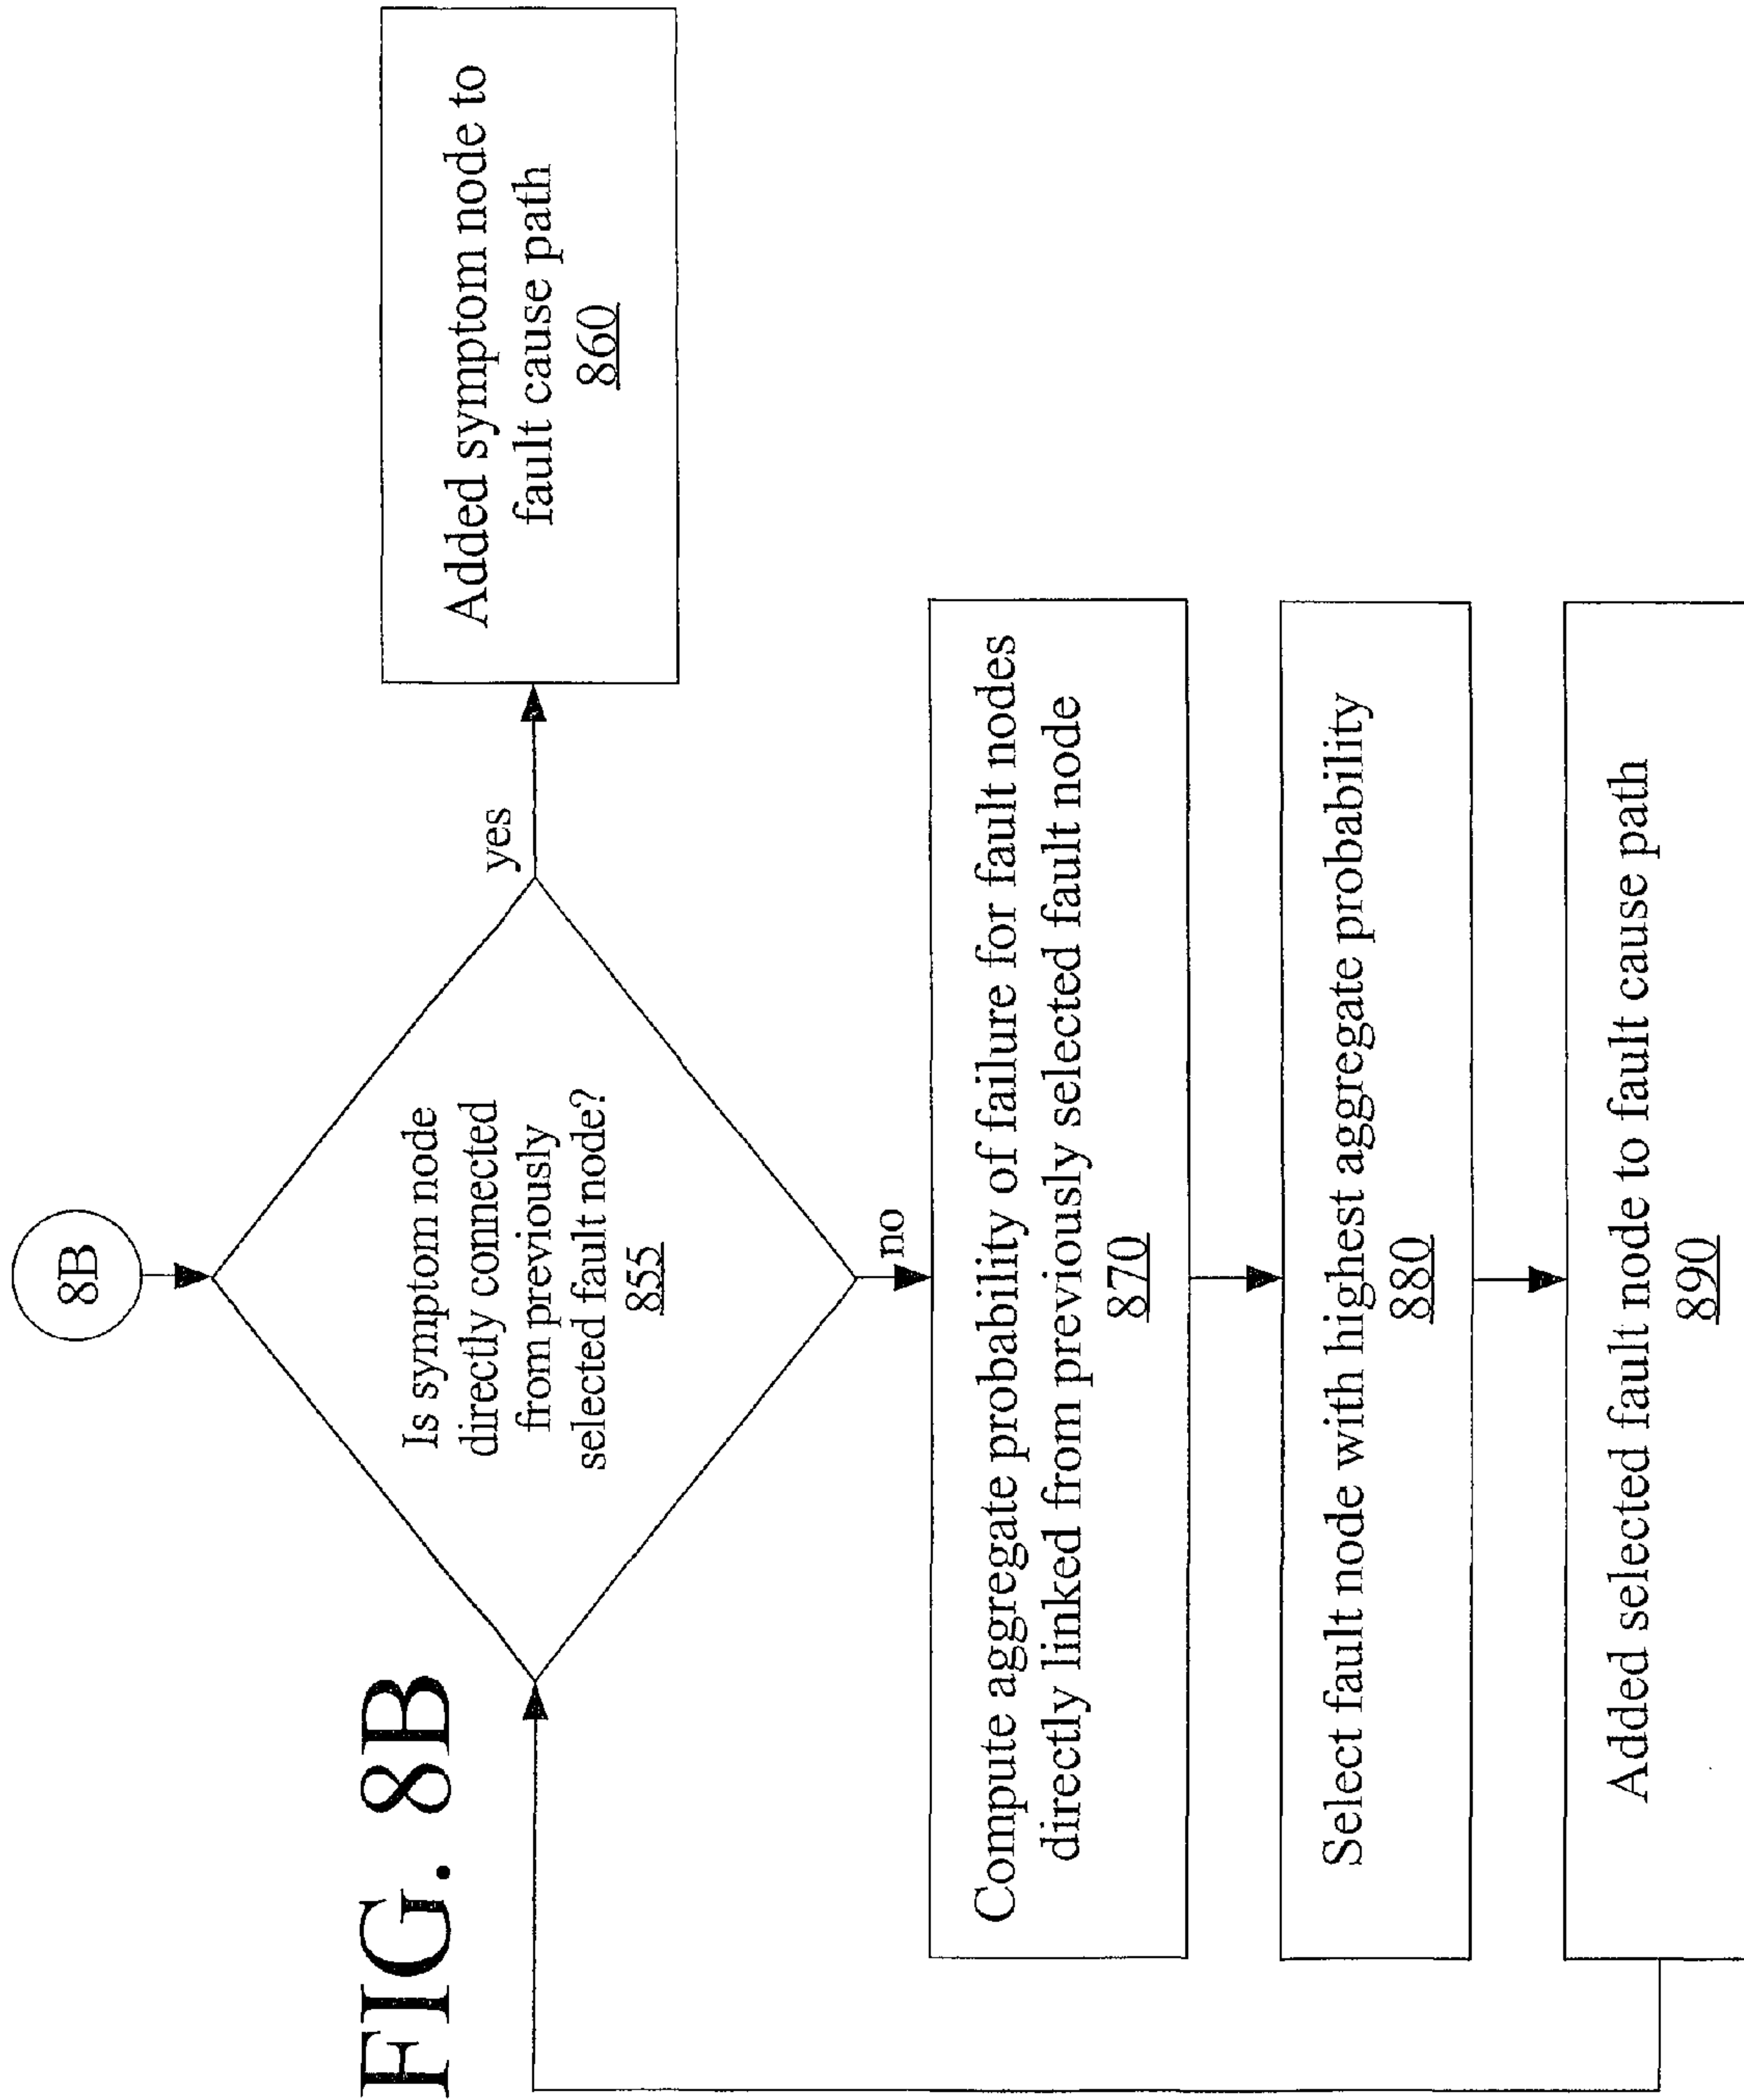 FIG. 8B
8B
Is symptom node
directly connected
from previously
selected fault node?
855
yes
Added symptom node to
fault cause path
860
no
Compute aggregate probability of failure for fault nodes
directly linked from previously selected fault node
870
Select fault node with highest aggregate probability
880
Added selected fault node to fault cause path
890